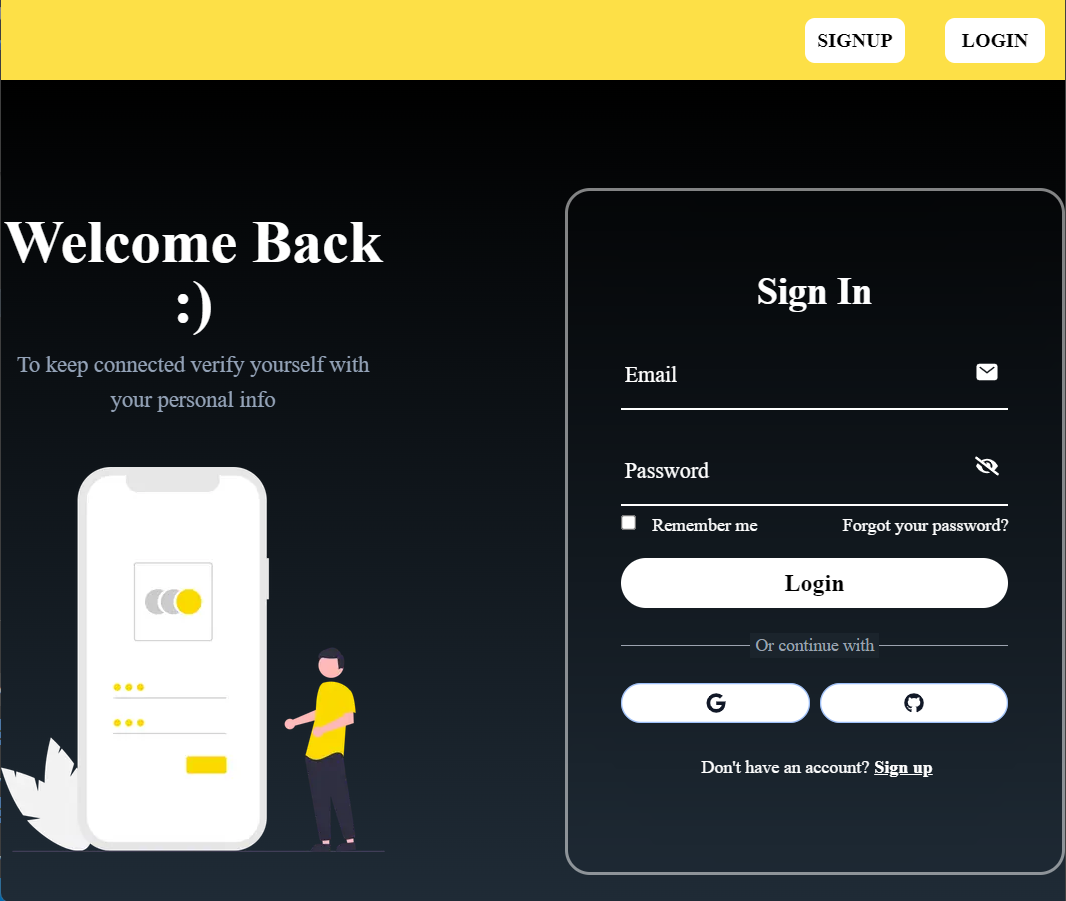 SIGNUP LOGIN
Welcome Back
:)
To keep connected verify yourself with
your personal info
Sign In
Email
Password
Remember me Forgot your password?
Login
Or continue with
Don't have an account? Sign up